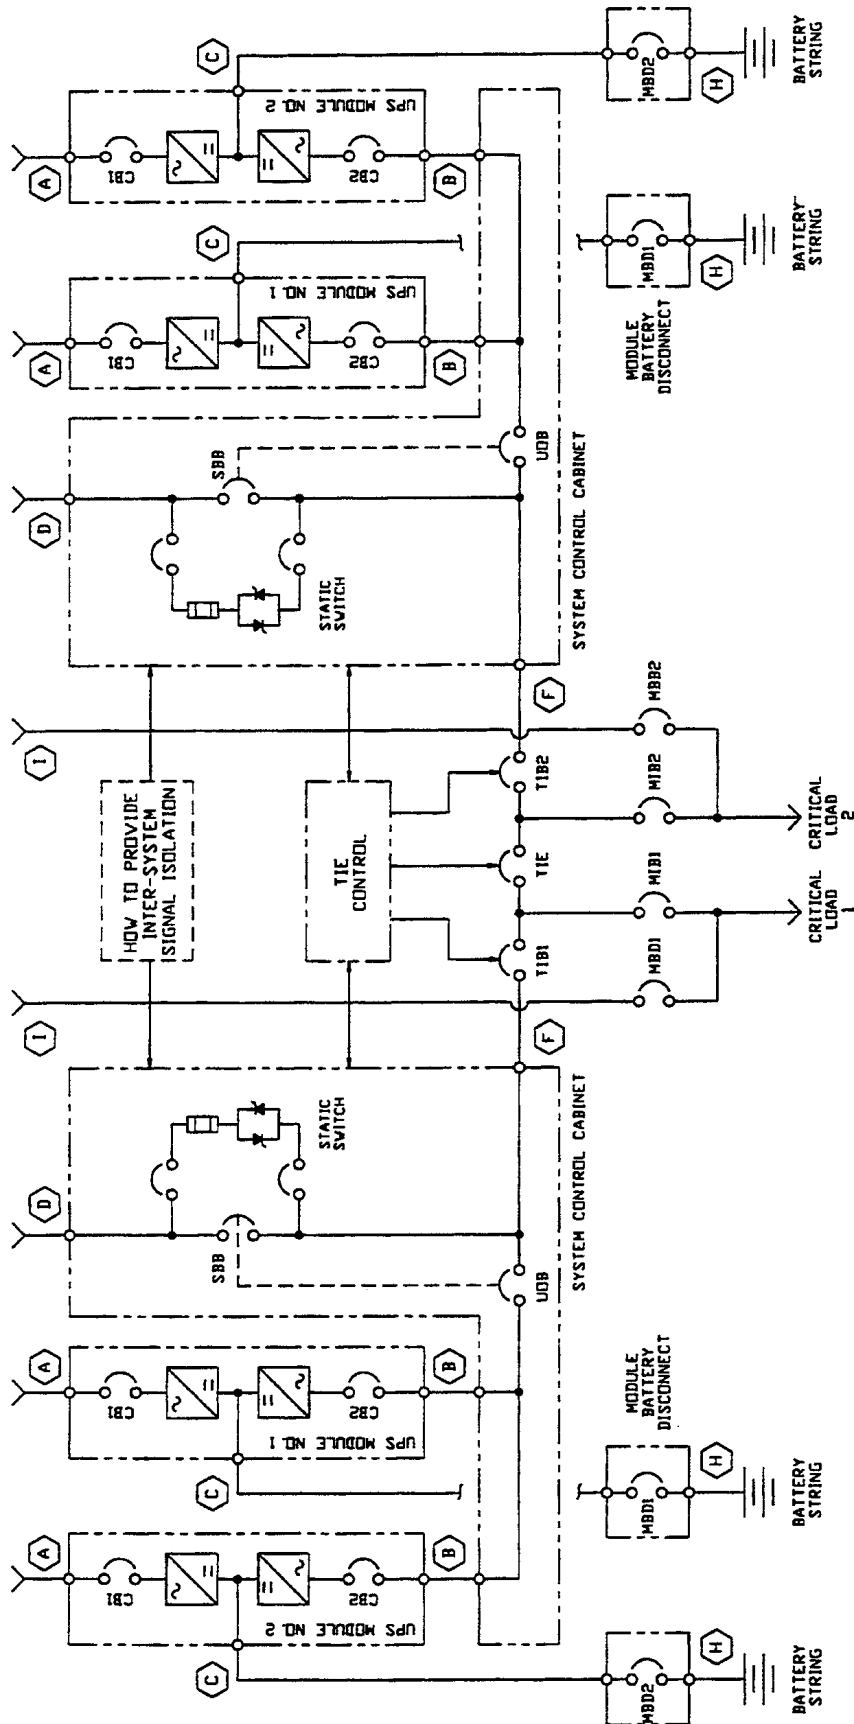 A
CB1
UPS MODULE NO. 2
CB2
B
C
MBD2
H
BATTERY
STRING
A
CB1
UPS MODULE NO. 1
CB2
B
C
MODULE
BATTERY
DISCONNECT
MBD1
H
BATTERY
STRING
D
SBB
STATIC
SWITCH
UOB
SYSTEM CONTROL CABINET
F
I
HOW TO PROVIDE
INTER-SYSTEM
SIGNAL ISOLATION
TIE
CONTROL
TIB1
TIE
TIB2
MBD1
MIB1
MIB2
MBB2
CRITICAL
LOAD
1
CRITICAL
LOAD
2
I
F
D
SBB
STATIC
SWITCH
UOB
SYSTEM CONTROL CABINET
A
CB1
UPS MODULE NO. 1
CB2
B
C
MODULE
BATTERY
DISCONNECT
MBD1
H
BATTERY
STRING
A
CB1
UPS MODULE NO. 2
CB2
B
C
MBD2
H
BATTERY
STRING